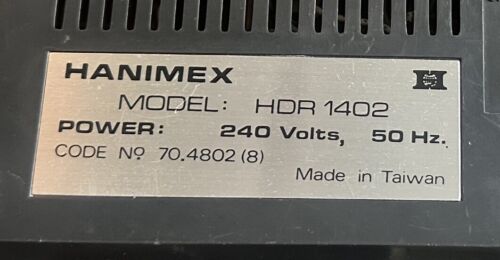 HANIMEX
MODEL: HDR 1402
POWER: 240 Volts, 50 Hz.
CODE Nº 70.4802 (8)
Made in Taiwan